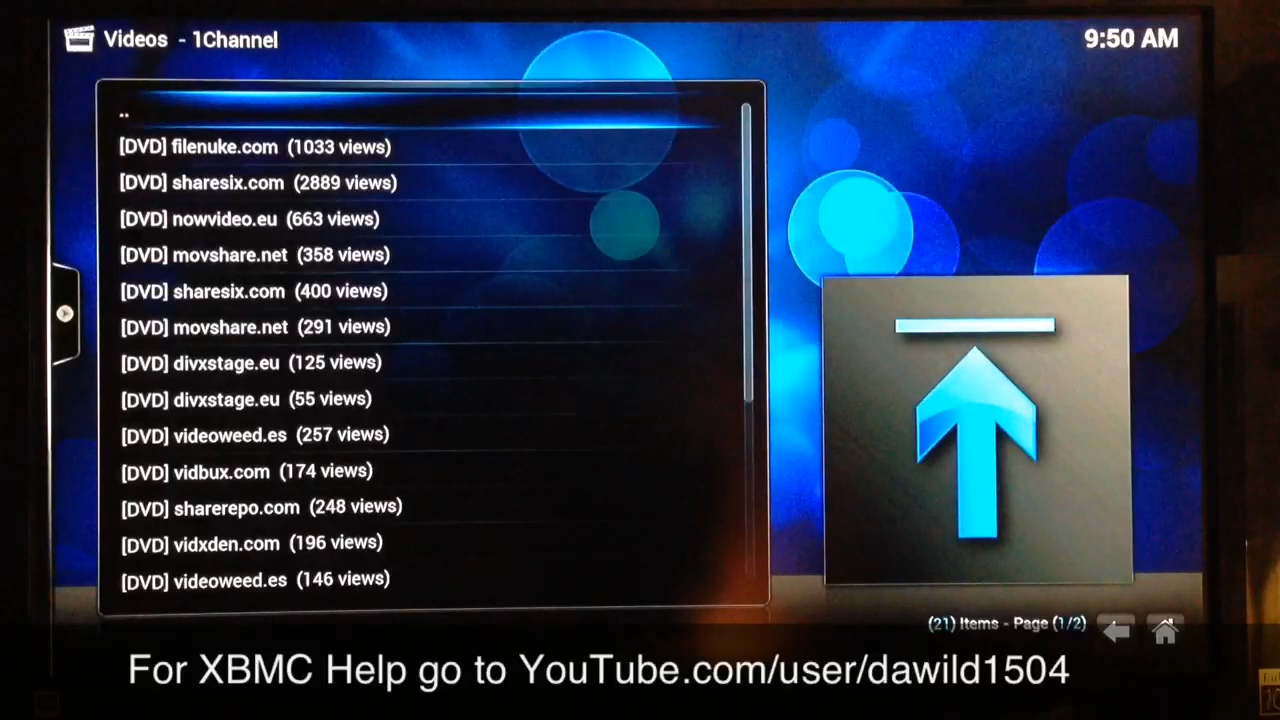 Videos - 1Channel
9:50 AM
..
[DVD] filenuke.com (1033 views)
[DVD] sharesix.com (2889 views)
[DVD] nowvideo.eu (663 views)
[DVD] movshare.net (358 views)
[DVD] sharesix.com (400 views)
[DVD] movshare.net (291 views)
[DVD] divxstage.eu (125 views)
[DVD] divxstage.eu (55 views)
[DVD] videoweed.es (257 views)
[DVD] vidbux.com (174 views)
[DVD] sharerepo.com (248 views)
[DVD] vidxden.com (196 views)
[DVD] videoweed.es (146 views)
(21) Items - Page (1/2)
For XBMC Help go to YouTube.com/user/dawild1504